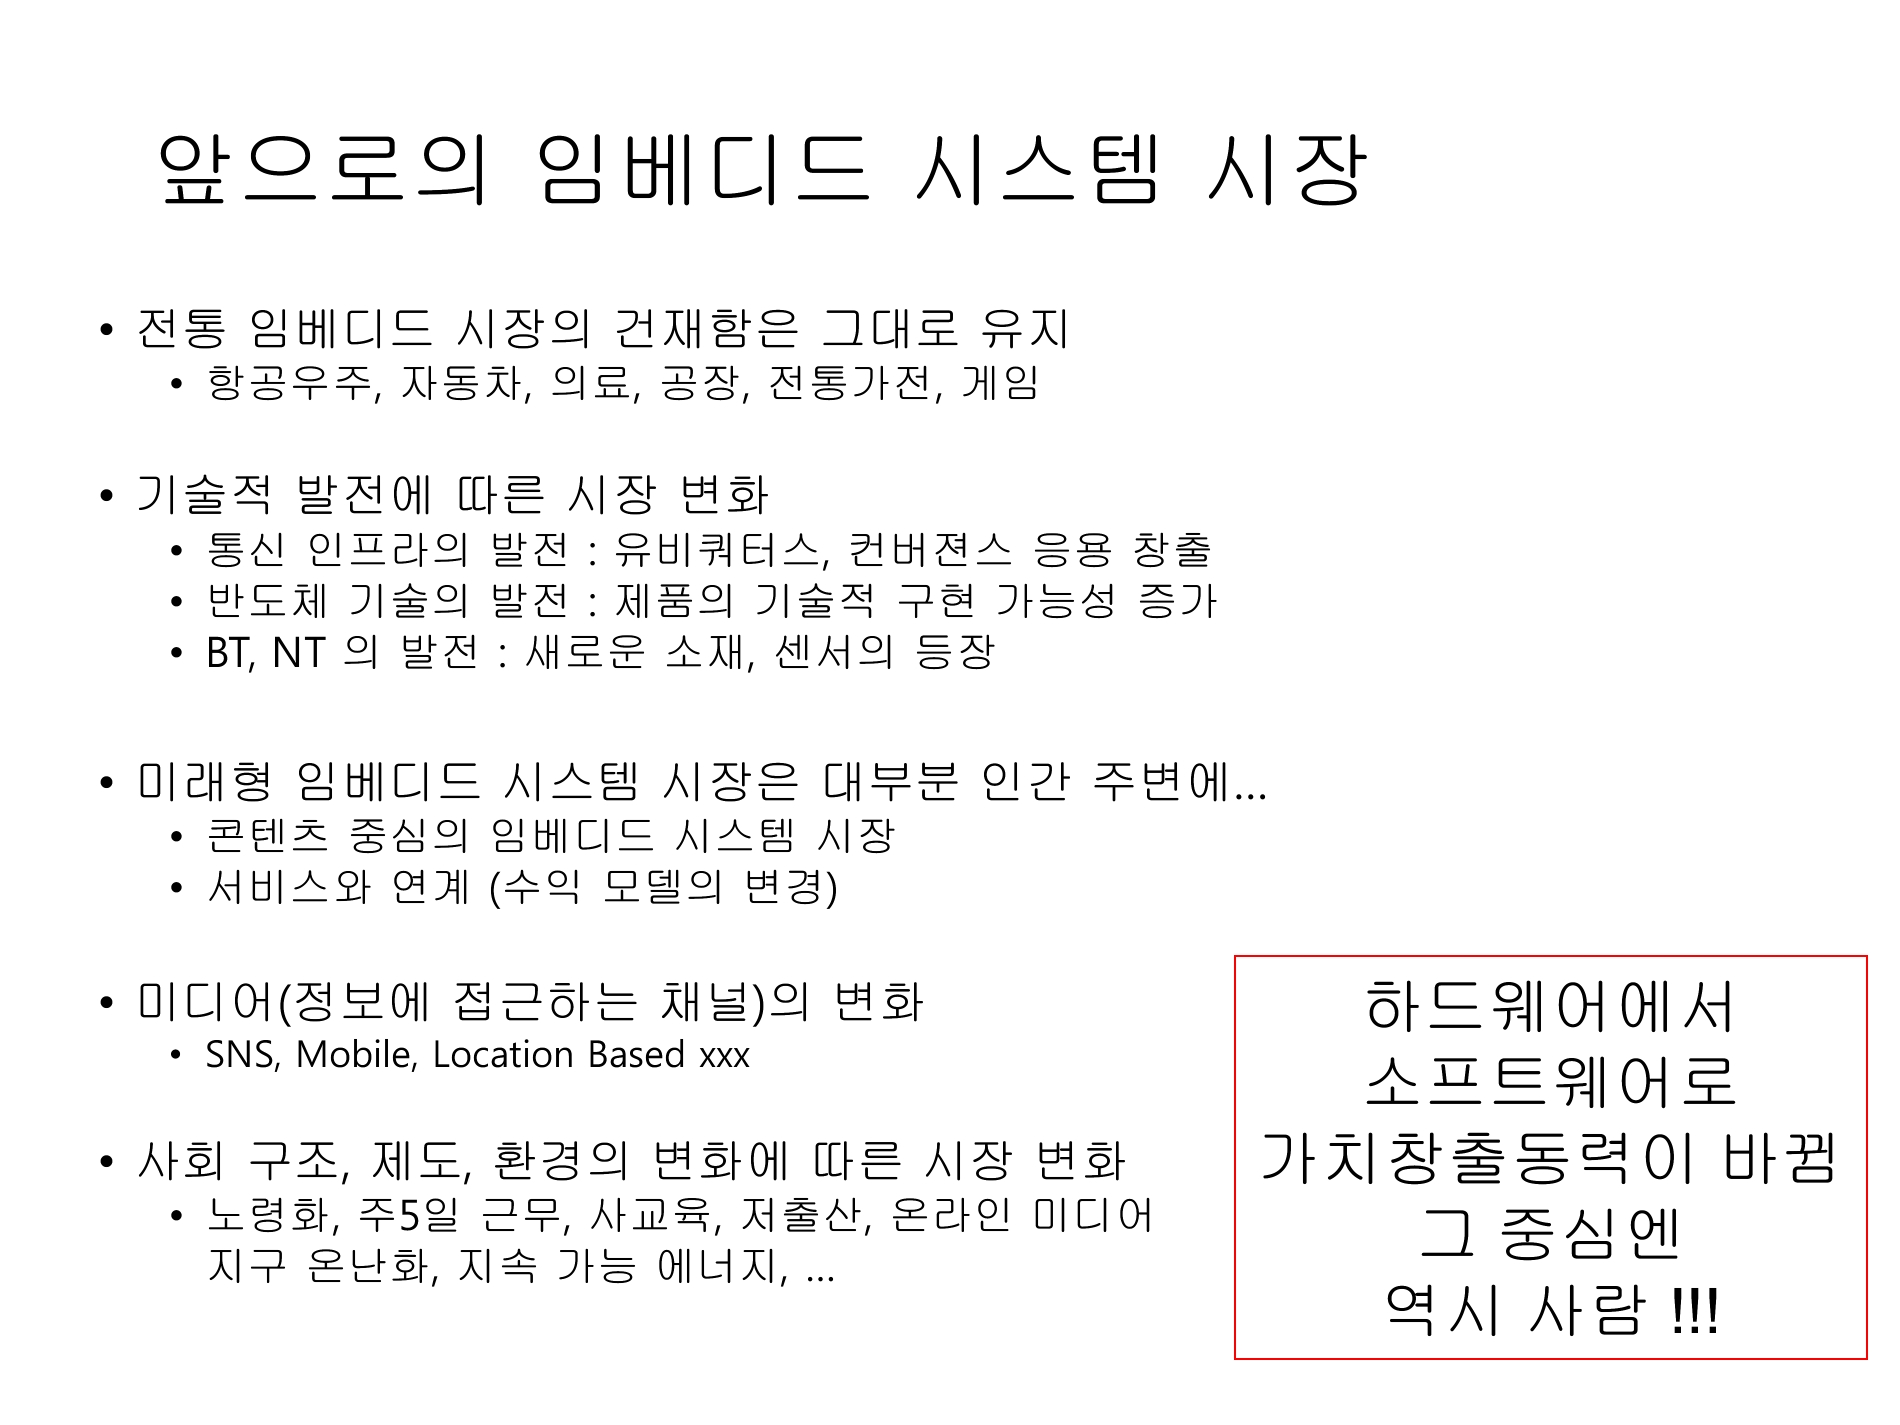 앞으로의 임베디드 시스템 시장
• 전통 임베디드 시장의 건재함은 그대로 유지
• 항공우주, 자동차, 의료, 공장, 전통가전, 게임
• 기술적 발전에 따른 시장 변화
• 통신 인프라의 발전 : 유비쿼터스, 컨버젼스 응용 창출
• 반도체 기술의 발전 : 제품의 기술적 구현 가능성 증가
• BT, NT 의 발전 : 새로운 소재, 센서의 등장
• 미래형 임베디드 시스템 시장은 대부분 인간 주변에...
• 콘텐츠 중심의 임베디드 시스템 시장
• 서비스와 연계 (수익 모델의 변경)
• 미디어(정보에 접근하는 채널)의 변화
• SNS, Mobile, Location Based xxx
• 사회 구조, 제도, 환경의 변화에 따른 시장 변화
• 노령화, 주5일 근무, 사교육, 저출산, 온라인 미디어
지구 온난화, 지속 가능 에너지, ...
하드웨어에서
소프트웨어로
가치창출동력이 바뀜
그 중심엔
역시 사람 !!!